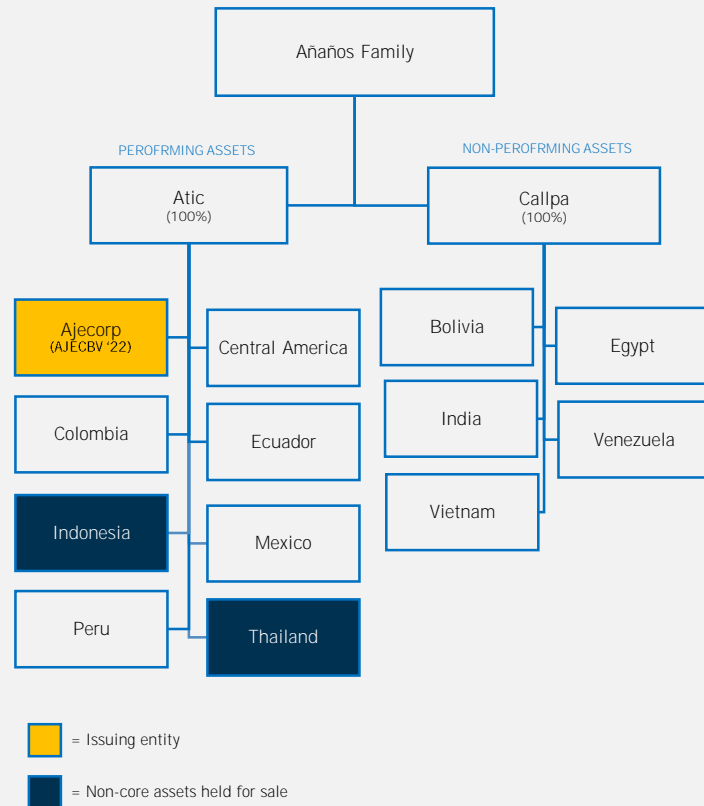 Añaños Family
PEROFRMING ASSETS
NON-PEROFRMING ASSETS
Atic
(100%)
Callpa
(100%)
Ajecorp
(AJECBV '22)
Central America
Colombia
Ecuador
Indonesia
Mexico
Peru
Thailand
Bolivia
Egypt
India
Venezuela
Vietnam
= Issuing entity
= Non-core assets held for sale